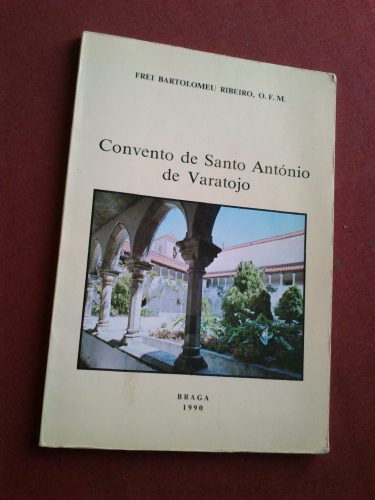 FREI BARTOLOMEU RIBEIRO, O. F. M.
Convento de Santo António
de Varatojo
BRAGA
1990